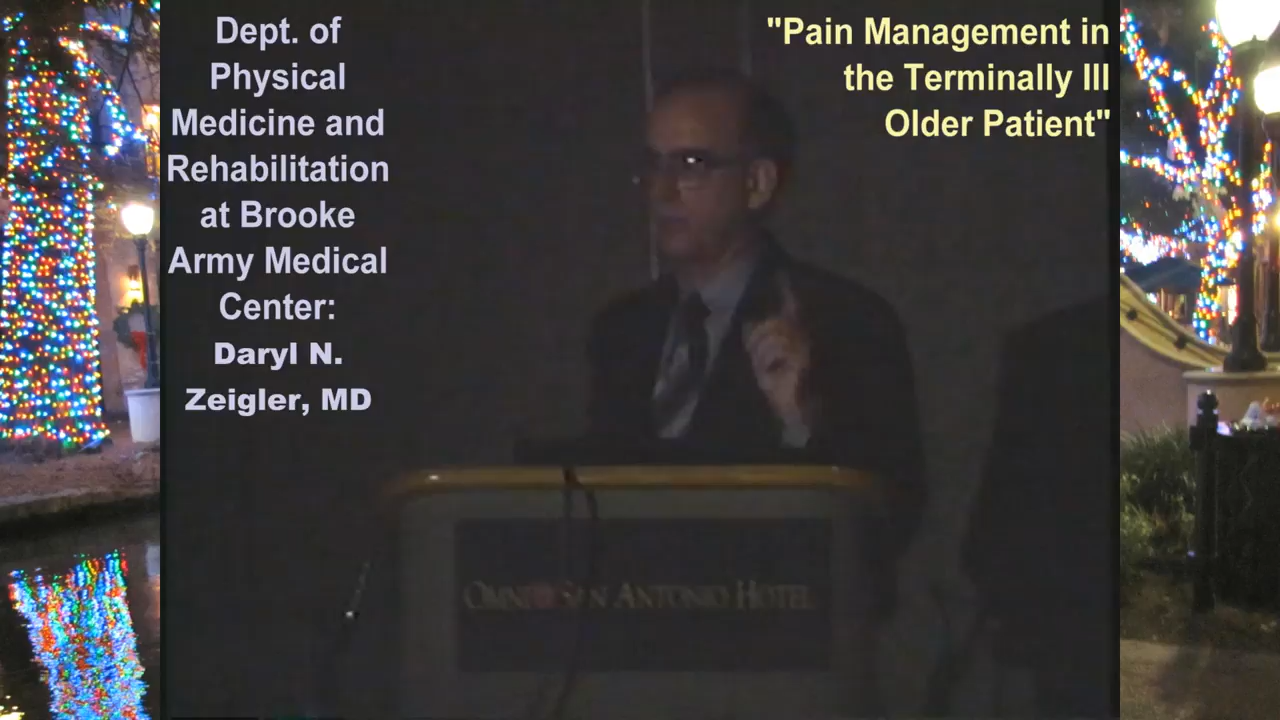 Dept. of
Physical
Medicine and
Rehabilitation
at Brooke
Army Medical
Center:
Daryl N.
Zeigler, MD
"Pain Management in
the Terminally Ill
Older Patient"
OMNI SAN ANTONIO HOTEL